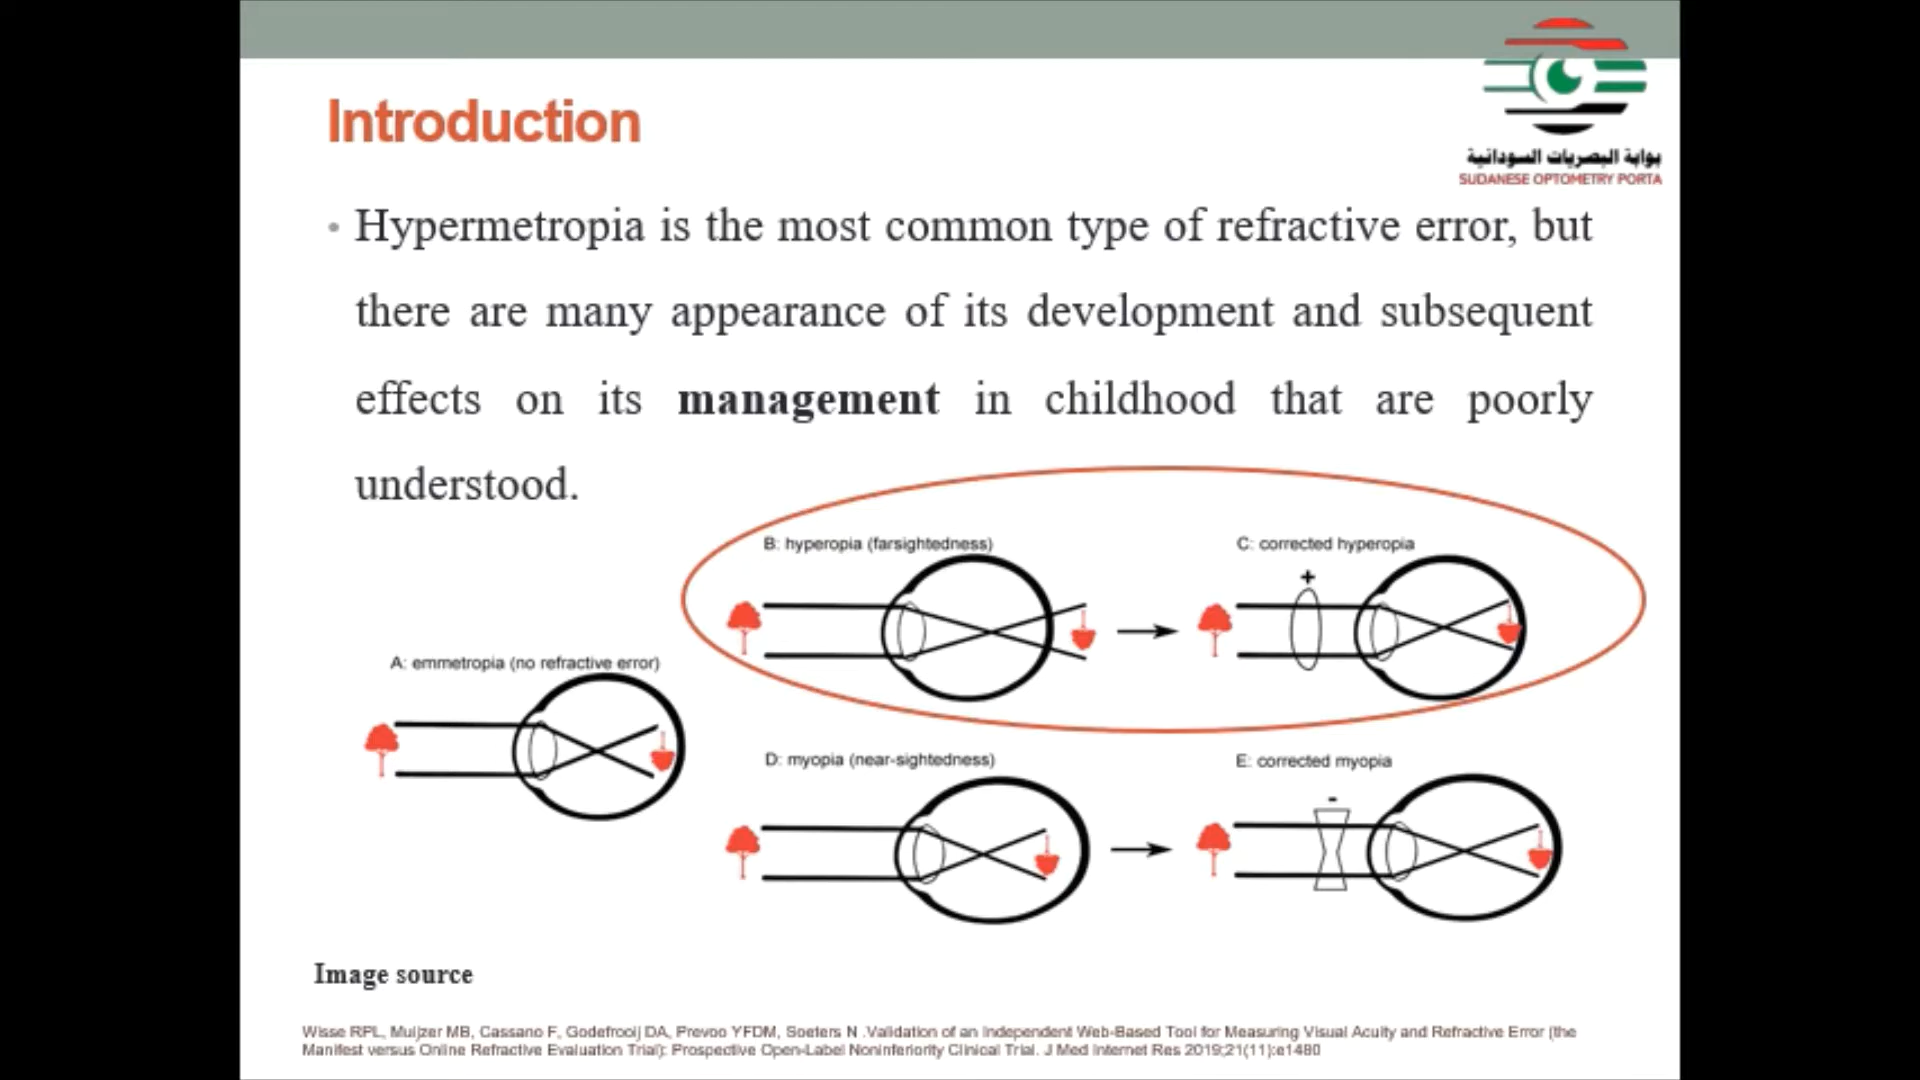 بوابة البصريات السودانية
SUDANESE OPTOMETRY PORTA
Introduction
• Hypermetropia is the most common type of refractive error, but
there are many appearance of its development and subsequent
effects on its management in childhood that are poorly
understood.
B: hyperopia (farsightedness)
C: corrected hyperopia
+
A: emmetropia (no refractive error)
D: myopia (near-sightedness)
E: corrected myopia
-
Image source
Wisse RPL, Muijzer MB, Cassano F, Godefrooij DA, Prevoo YFDM, Soeters N .Validation of an Independent Web-Based Tool for Measuring Visual Acuity and Refractive Error (the
Manifest versus Online Refractive Evaluation Trial): Prospective Open-Label Noninferiority Clinical Trial. J Med Internet Res 2019;21(11):e1480